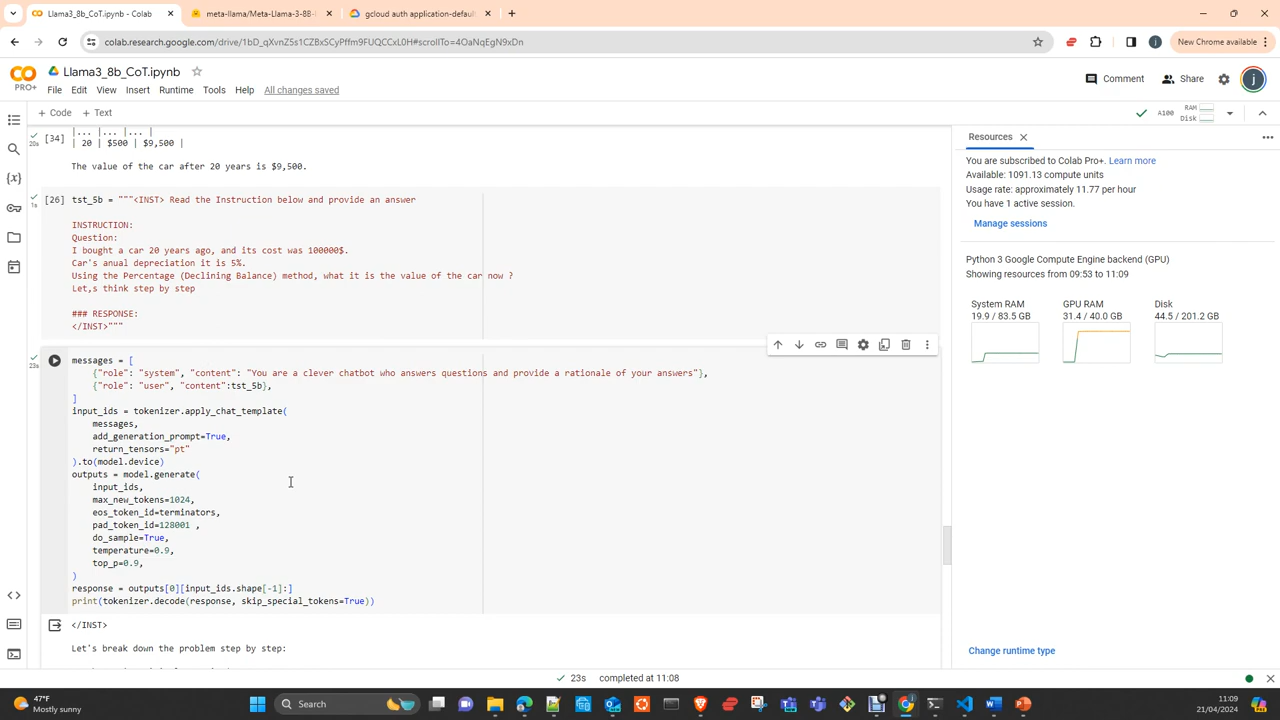 Llama3_8b_CoT.ipynb - Colab
meta-llama/Meta-Llama-3-8B-I
gcloud auth application-default
colab.research.google.com/drive/1bD_qXvnZ5s1CZBxSCyPffm9FUQCCxL0H#scrollTo=4OaNqEgN9xDn
New Chrome available
PRO+
Llama3_8b_CoT.ipynb
File Edit View Insert Runtime Tools Help All changes saved
Comment
Share
j
+ Code + Text
A100
RAM
Disk
[34]
20s
|... |... |... |
| 20 | $500 | $9,500 |
The value of the car after 20 years is $9,500.
[26]
1s
tst_5b = """<INST> Read the Instruction below and provide an answer
INSTRUCTION:
Question:
I bought a car 20 years ago, and its cost was 100000$.
Car's anual depreciation it is 5%.
Using the Percentage (Declining Balance) method, what it is the value of the car now ?
Let,s think step by step
### RESPONSE:
</INST>"""
23s
messages = [
{"role": "system", "content": "You are a clever chatbot who answers questions and provide a rationale of your answers"},
{"role": "user", "content":tst_5b},
]
input_ids = tokenizer.apply_chat_template(
messages,
add_generation_prompt=True,
return_tensors="pt"
).to(model.device)
outputs = model.generate(
input_ids,
max_new_tokens=1024,
eos_token_id=terminators,
pad_token_id=128001 ,
do_sample=True,
temperature=0.9,
top_p=0.9,
)
response = outputs[0][input_ids.shape[-1]:]
print(tokenizer.decode(response, skip_special_tokens=True))
</INST>
Let's break down the problem step by step:
Resources
You are subscribed to Colab Pro+. Learn more
Available: 1091.13 compute units
Usage rate: approximately 11.77 per hour
You have 1 active session.
Manage sessions
Python 3 Google Compute Engine backend (GPU)
Showing resources from 09:53 to 11:09
System RAM
19.9 / 83.5 GB
GPU RAM
31.4 / 40.0 GB
Disk
44.5 / 201.2 GB
Change runtime type
23s completed at 11:08
47°F
Mostly sunny
Search
11:09
21/04/2024